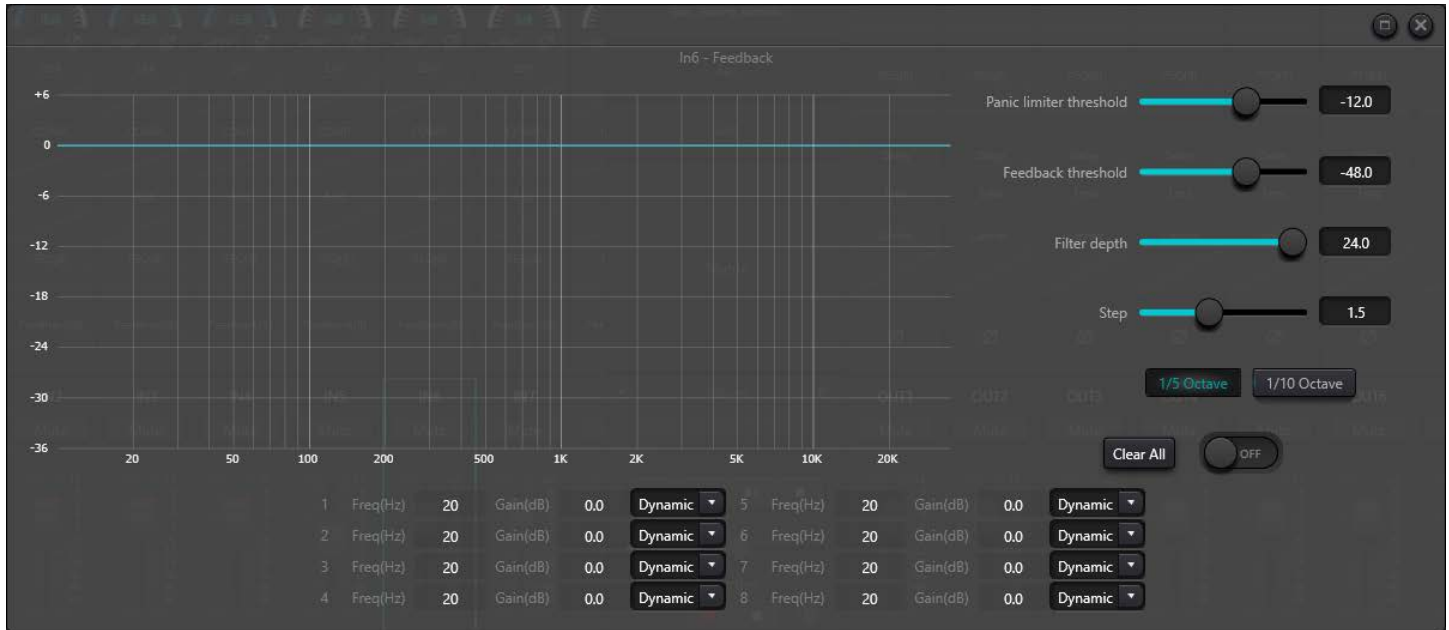 In6 - Feedback
+6
0
-6
-12
-18
-24
-30
-36
20 50 100 200 500 1K 2K 5K 10K 20K
Panic limiter threshold -12.0
Feedback threshold -48.0
Filter depth 24.0
Step 1.5
1/5 Octave 1/10 Octave
Clear All OFF
1 Freq(Hz) 20 Gain(dB) 0.0 Dynamic 5 Freq(Hz) 20 Gain(dB) 0.0 Dynamic
2 Freq(Hz) 20 Gain(dB) 0.0 Dynamic 6 Freq(Hz) 20 Gain(dB) 0.0 Dynamic
3 Freq(Hz) 20 Gain(dB) 0.0 Dynamic 7 Freq(Hz) 20 Gain(dB) 0.0 Dynamic
4 Freq(Hz) 20 Gain(dB) 0.0 Dynamic 8 Freq(Hz) 20 Gain(dB) 0.0 Dynamic